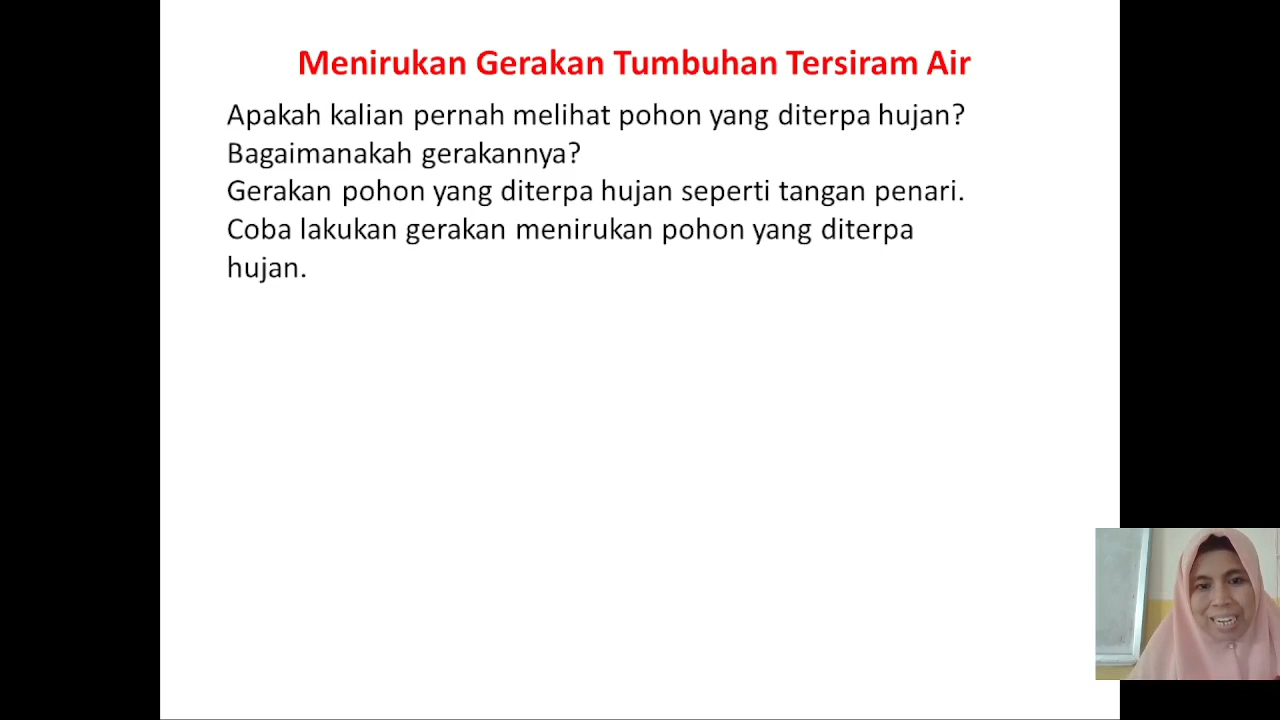 Menirukan Gerakan Tumbuhan Tersiram Air
Apakah kalian pernah melihat pohon yang diterpa hujan?
Bagaimanakah gerakannya?
Gerakan pohon yang diterpa hujan seperti tangan penari.
Coba lakukan gerakan menirukan pohon yang diterpa
hujan.